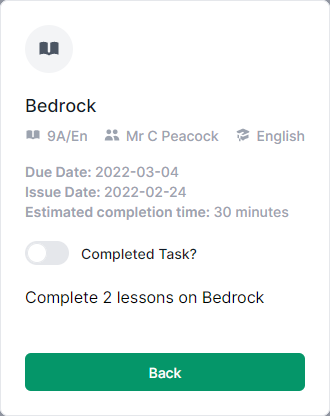 Bedrock
9A/En Mr C Peacock English
Due Date: 2022-03-04
Issue Date: 2022-02-24
Estimated completion time: 30 minutes
Completed Task?
Complete 2 lessons on Bedrock
Back